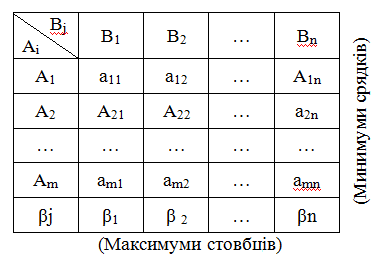 Bj
Ai B1 B2 … Bn
A1 a11 a12 … A1n
A2 A21 A22 … a2n
… … … … …
Am am1 am2 … amn
βj β1 β 2 … βn
(Максимуми стовбців)
(Минимуми срядків)